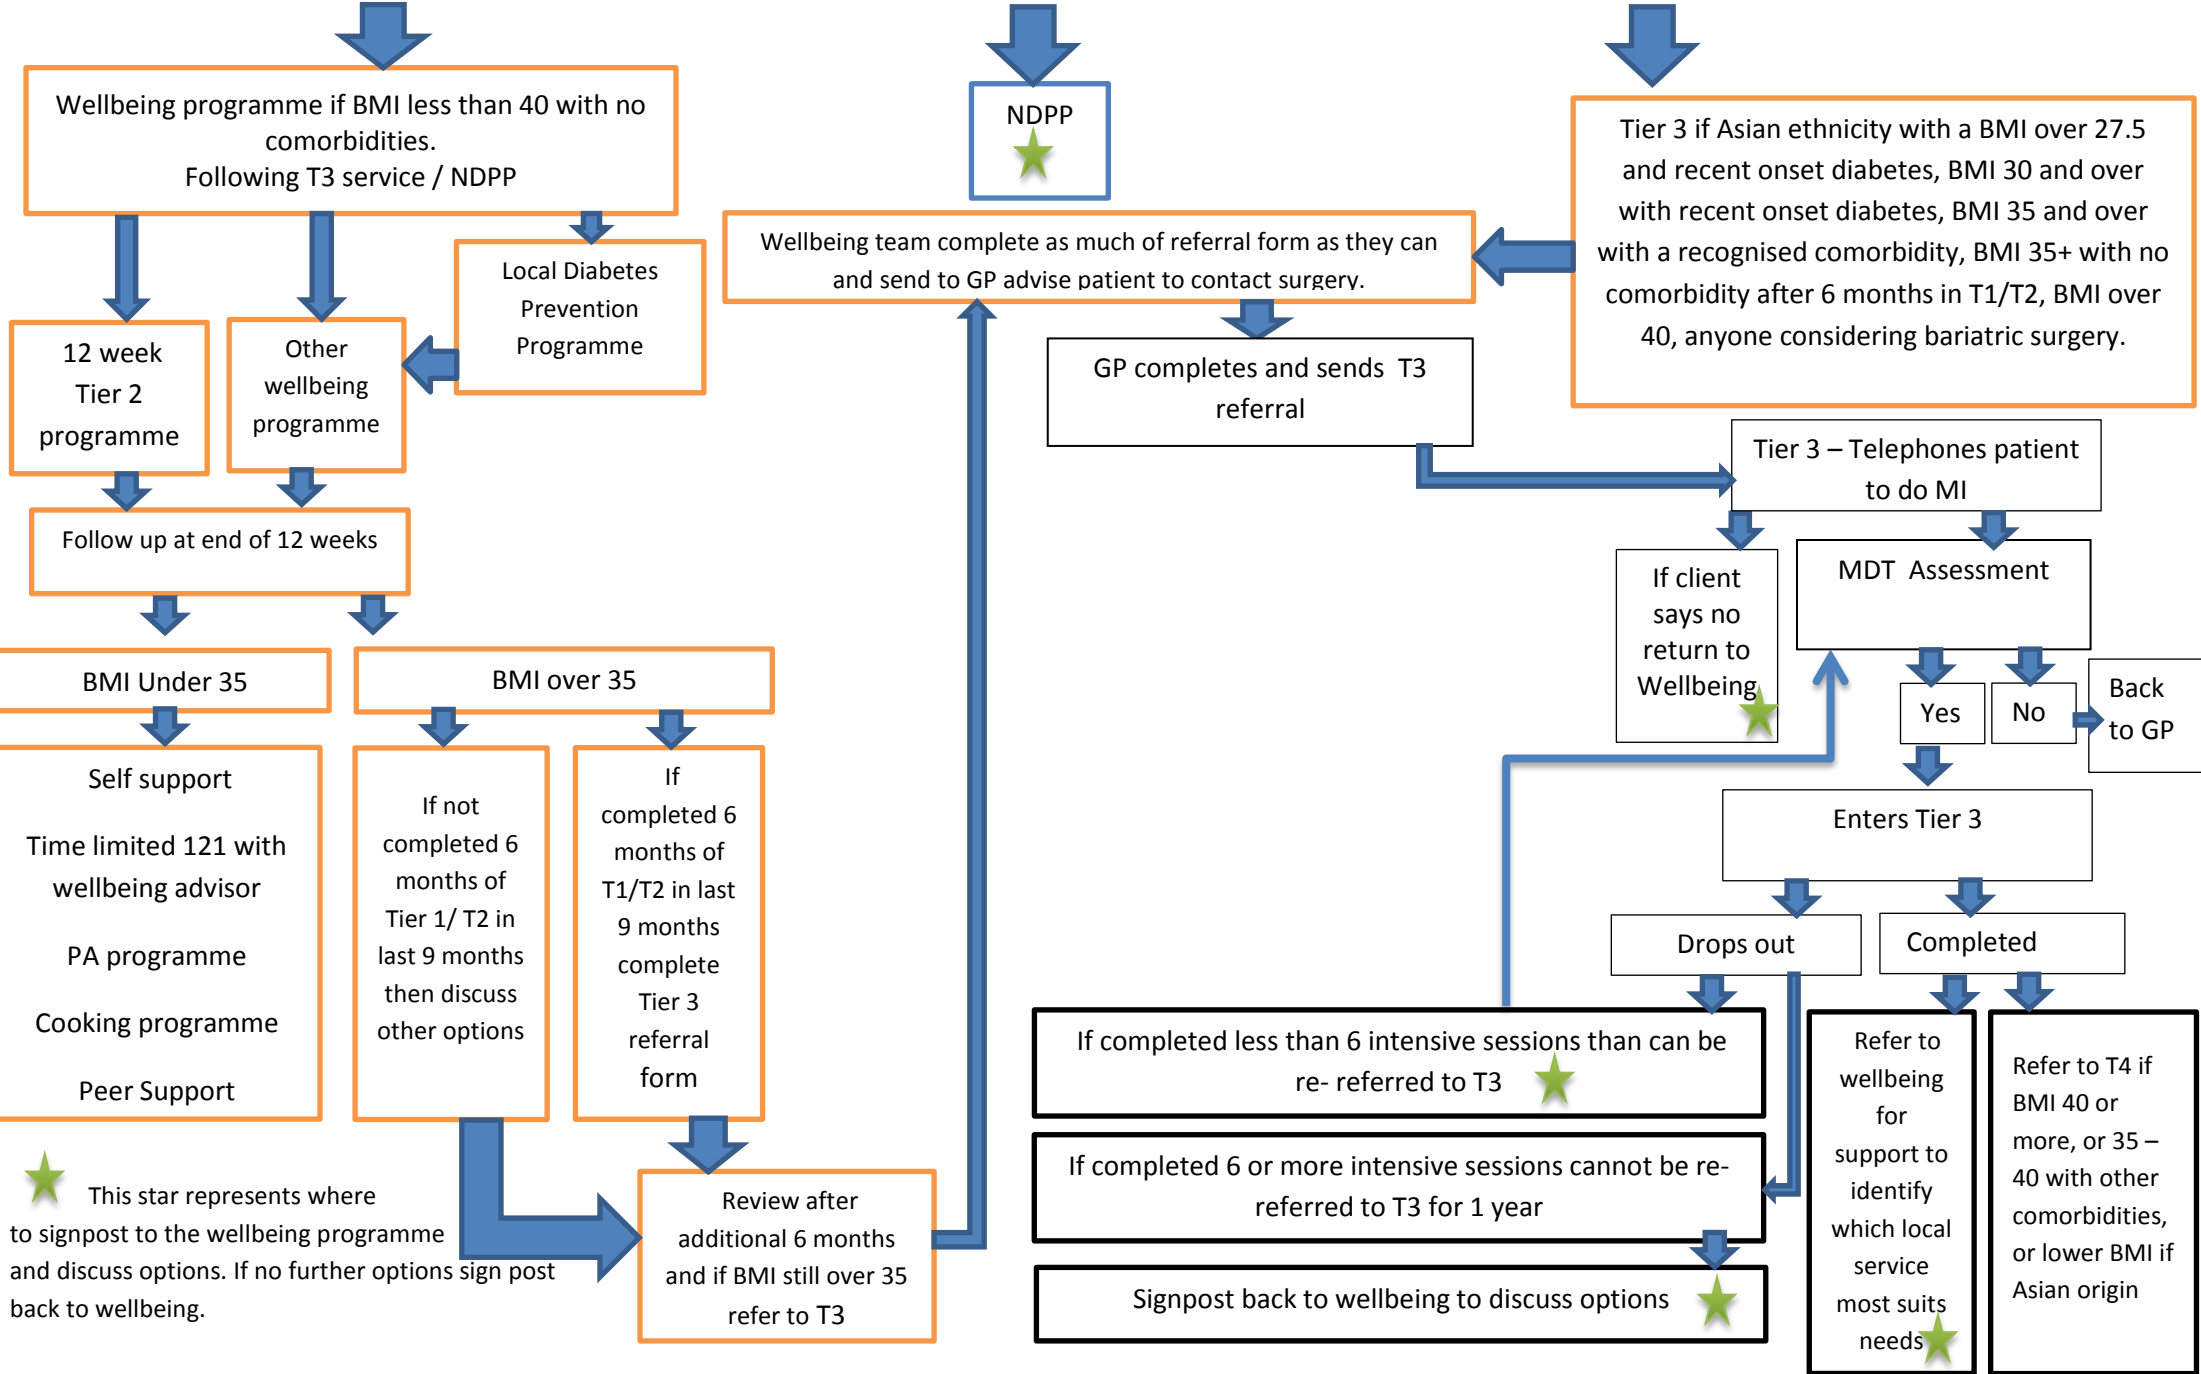 Wellbeing programme if BMI less than 40 with no
comorbidities.
Following T3 service / NDPP
NDPP
Tier 3 if Asian ethnicity with a BMI over 27.5
and recent onset diabetes, BMI 30 and over
with recent onset diabetes, BMI 35 and over
with a recognised comorbidity, BMI 35+ with no
comorbidity after 6 months in T1/T2, BMI over
40, anyone considering bariatric surgery.
Local Diabetes
Prevention
Programme
Wellbeing team complete as much of referral form as they can
and send to GP advise patient to contact surgery.
12 week
Tier 2
programme
Other
wellbeing
programme
GP completes and sends T3
referral
Tier 3 – Telephones patient
to do MI
Follow up at end of 12 weeks
If client
says no
return to
Wellbeing
MDT Assessment
BMI Under 35
BMI over 35
Yes
No
Back
to GP
Self support
Time limited 121 with
wellbeing advisor
PA programme
Cooking programme
Peer Support
If not
completed 6
months of
Tier 1/ T2 in
last 9 months
then discuss
other options
If
completed 6
months of
T1/T2 in last
9 months
complete
Tier 3
referral
form
Enters Tier 3
Drops out
Completed
If completed less than 6 intensive sessions than can be
re- referred to T3
If completed 6 or more intensive sessions cannot be re-
referred to T3 for 1 year
Signpost back to wellbeing to discuss options
Refer to
wellbeing
for
support to
identify
which local
service
most suits
needs
Refer to T4 if
BMI 40 or
more, or 35 –
40 with other
comorbidities,
or lower BMI if
Asian origin
Review after
additional 6 months
and if BMI still over 35
refer to T3
This star represents where
to signpost to the wellbeing programme
and discuss options. If no further options sign post
back to wellbeing.